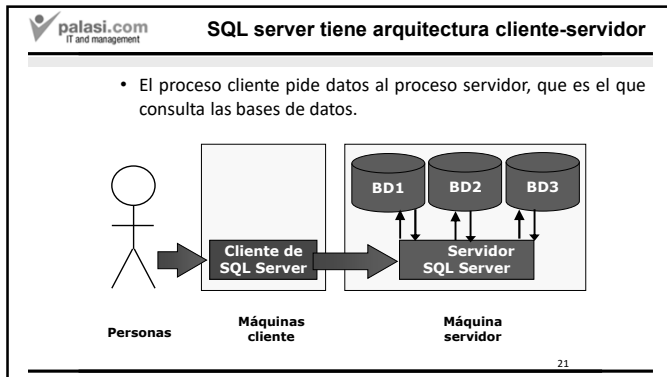 palasi.com
IT and management
SQL server tiene arquitectura cliente-servidor
• El proceso cliente pide datos al proceso servidor, que es el que
consulta las bases de datos.
BD1
BD2
BD3
Cliente de
SQL Server
Servidor
SQL Server
Personas
Máquinas
cliente
Máquina
servidor
21